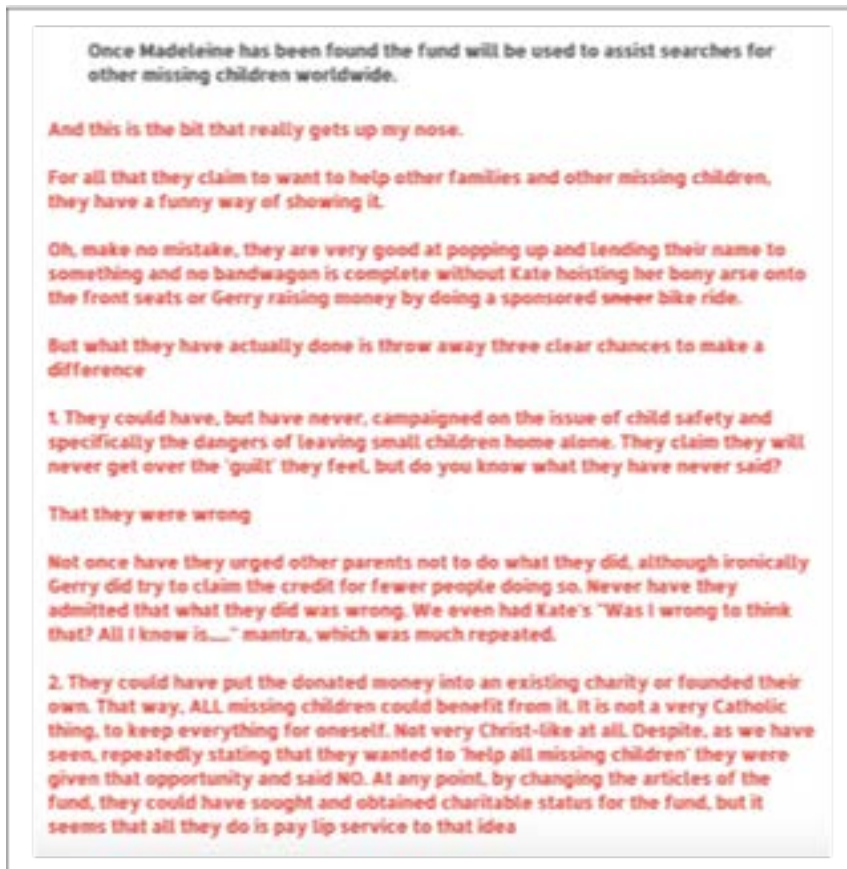 Once Madeleine has been found the fund will be used to assist searches for
other missing children worldwide.
And this is the bit that really gets up my nose.
For all that they claim to want to help other families and other missing children,
they have a funny way of showing it.
Oh, make no mistake, they are very good at popping up and lending their name to
something and no bandwagon is complete without Kate hoisting her bony arse onto
the front seats or Gerry raising money by doing a sponsored sneer bike ride.
But what they have actually done is throw away three clear chances to make a
difference
1. They could have, but have never, campaigned on the issue of child safety and
specifically the dangers of leaving small children home alone. They claim they will
never get over the 'guilt' they feel, but do you know what they have never said?
That they were wrong
Not once have they urged other parents not to do what they did, although ironically
Gerry did try to claim the credit for fewer people doing so. Never have they
admitted that what they did was wrong. We even had Kate's "Was I wrong to think
that? All I know is....." mantra, which was much repeated.
2. They could have put the donated money into an existing charity or founded their
own. That way, ALL missing children could benefit from it. It is not a very Catholic
thing, to keep everything for oneself. Not very Christ-like at all. Despite, as we have
seen, repeatedly stating that they wanted to 'help all missing children' they were
given that opportunity and said NO. At any point, by changing the articles of the
fund, they could have sought and obtained charitable status for the fund, but it
seems that all they do is pay lip service to that idea